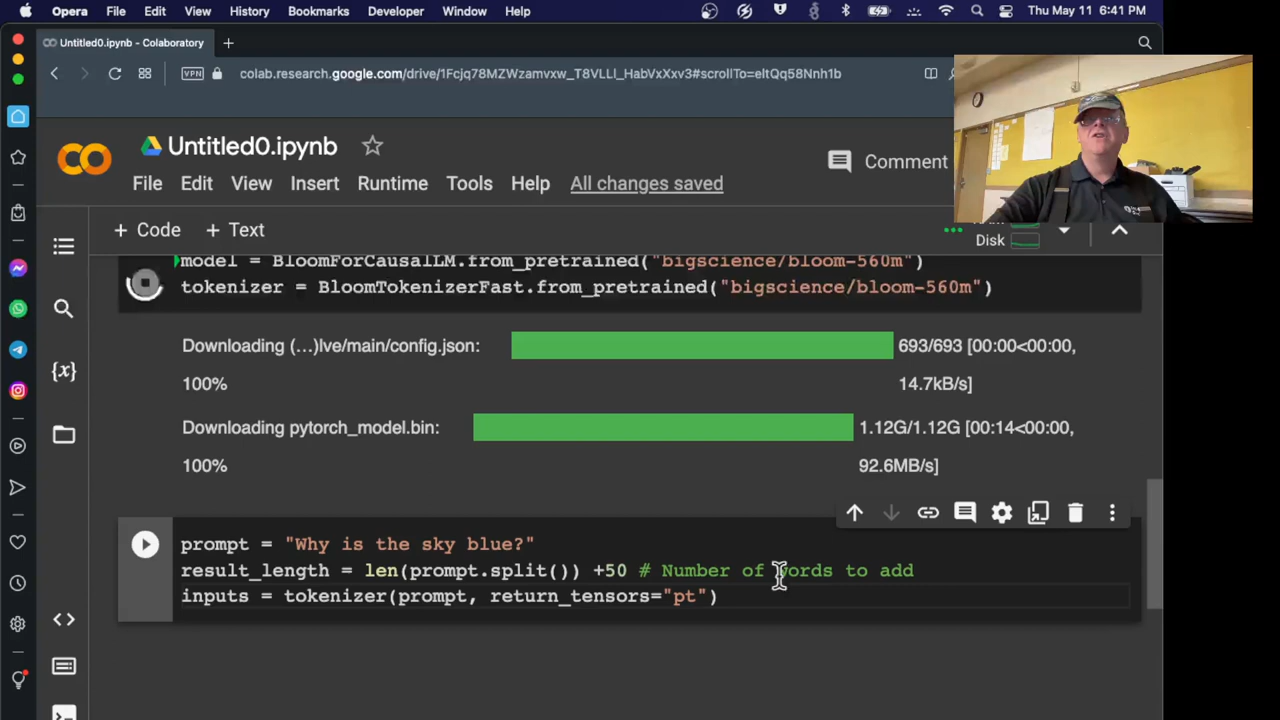 Opera File Edit View History Bookmarks Developer Window Help Thu May 11 6:41 PM
Untitled0.ipynb - Colaboratory
VPN colab.research.google.com/drive/1Fcjq78MZWzamvxw_T8VLLl_HabVxXxv3#scrollTo=eltQq58Nnh1b
CO Untitled0.ipynb
File Edit View Insert Runtime Tools Help All changes saved
Comment
+ Code + Text
Disk
model = BloomForCausalLM.from_pretrained("bigscience/bloom-560m")
tokenizer = BloomTokenizerFast.from_pretrained("bigscience/bloom-560m")
Downloading (…)lve/main/config.json: 693/693 [00:00<00:00,
100% 14.7kB/s]
Downloading pytorch_model.bin: 1.12G/1.12G [00:14<00:00,
100% 92.6MB/s]
{x}
prompt = "Why is the sky blue?"
result_length = len(prompt.split()) +50 # Number of words to add
inputs = tokenizer(prompt, return_tensors="pt")